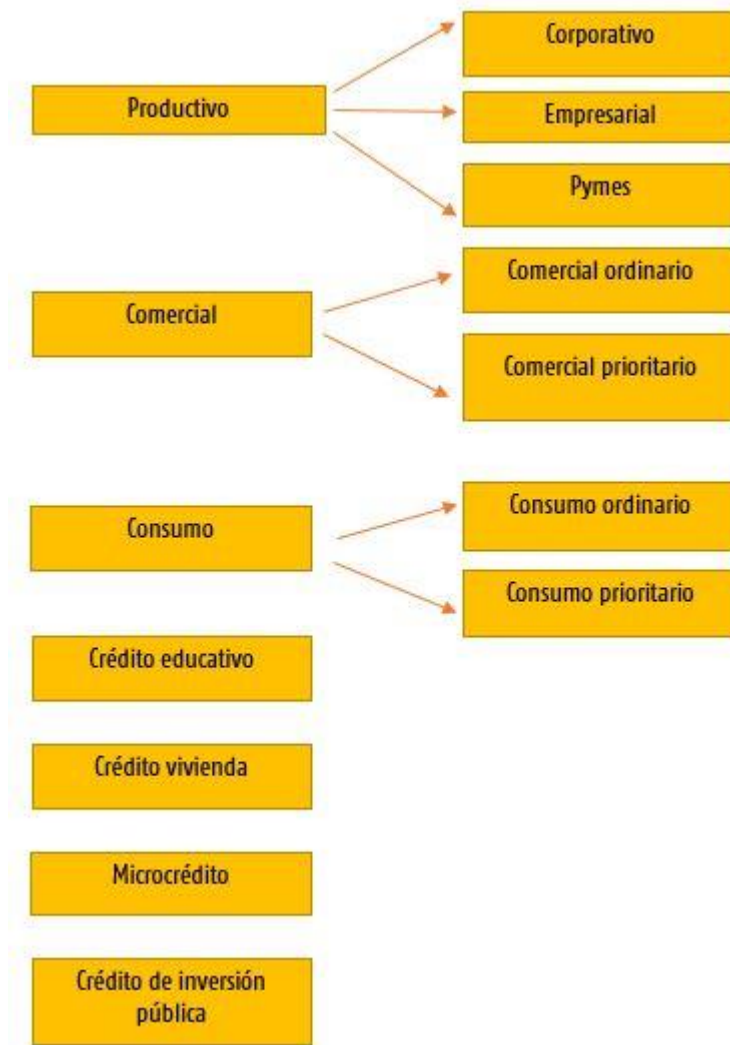 Productivo
Corporativo
Empresarial
Pymes
Comercial
Comercial ordinario
Comercial prioritario
Consumo
Consumo ordinario
Consumo prioritario
Crédito educativo
Crédito vivienda
Microcrédito
Crédito de inversión
pública